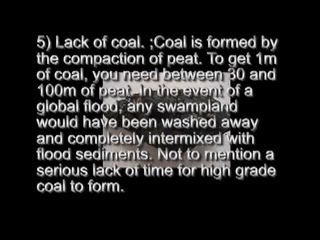 5) Lack of coal. ;Coal is formed by
the compaction of peat. To get 1m
of coal, you need between 30 and
100m of peat. In the event of a
global flood, any swampland
would have been washed away
and completely intermixed with
flood sediments. Not to mention a
serious lack of time for high grade
coal to form.